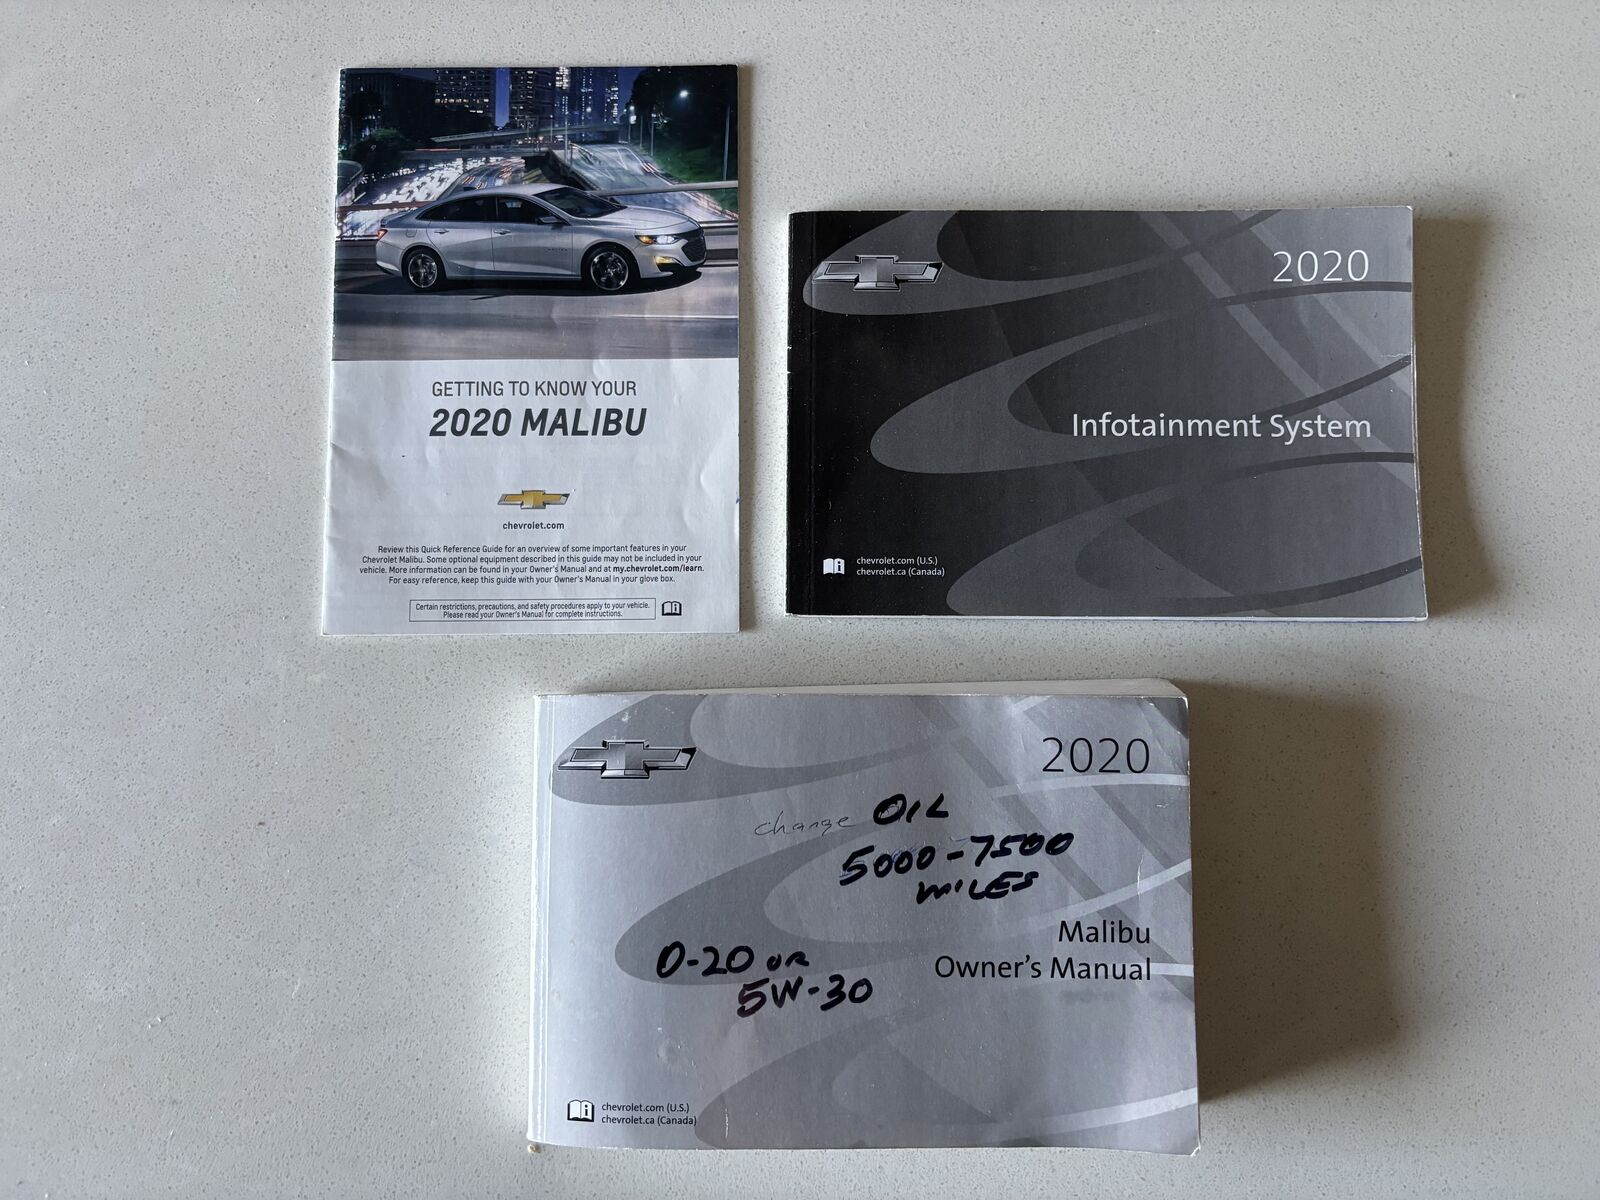 GETTING TO KNOW YOUR
2020 MALIBU
chevrolet.com
Review this Quick Reference Guide for an overview of some important features in your
Chevrolet Malibu. Some optional equipment described in this guide may not be included in your
vehicle. More information can be found in your Owner's Manual and at my.chevrolet.com/learn.
For easy reference, keep this guide with your Owner's Manual in your glove box.
Certain restrictions, precautions, and safety procedures apply to your vehicle.
Please read your Owner's Manual for complete instructions.
2020
Infotainment System
chevrolet.com (U.S.)
chevrolet.ca (Canada)
2020
change OIL
5000-7500
MILES
Malibu
Owner's Manual
0-20 OR
5W-30
chevrolet.com (U.S.)
chevrolet.ca (Canada)